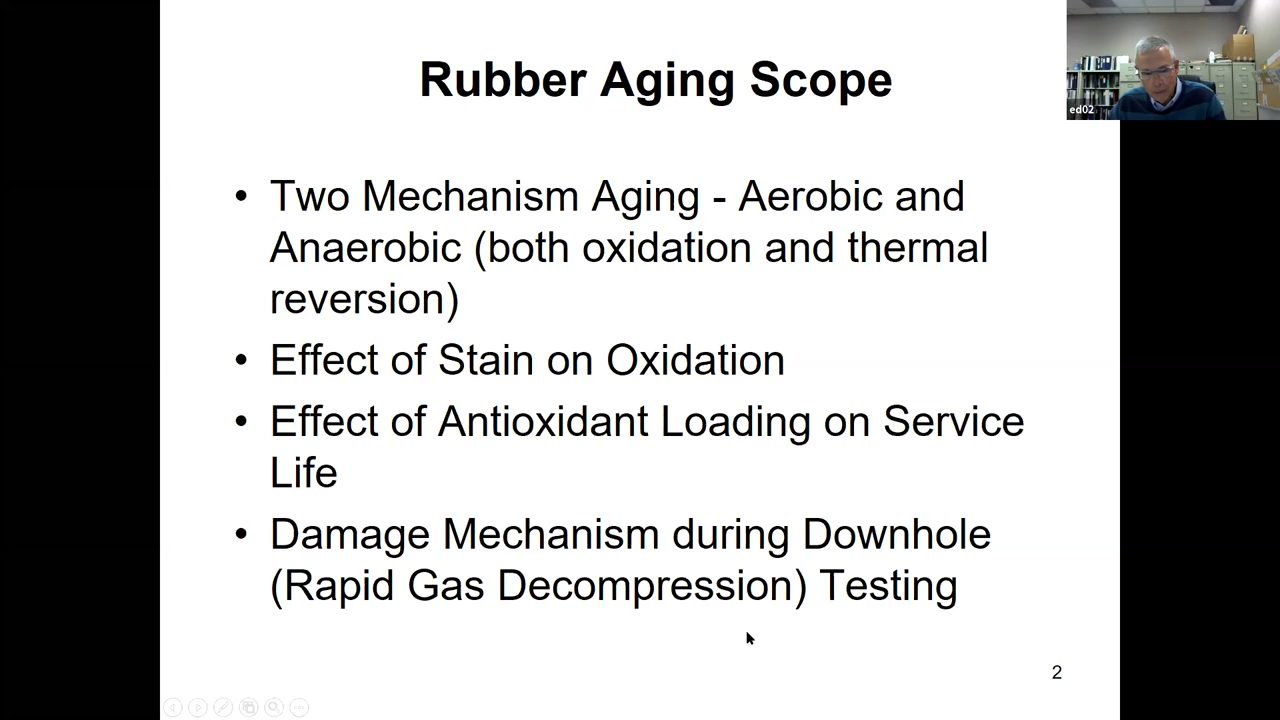 Rubber Aging Scope
ed02
• Two Mechanism Aging - Aerobic and
Anaerobic (both oxidation and thermal
reversion)
• Effect of Stain on Oxidation
• Effect of Antioxidant Loading on Service
Life
• Damage Mechanism during Downhole
(Rapid Gas Decompression) Testing
2